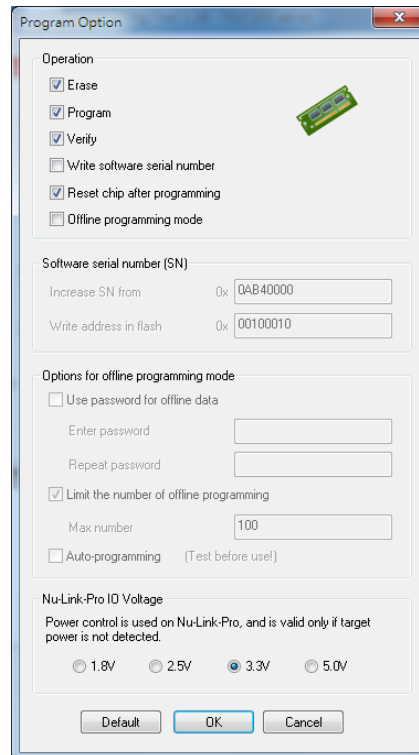 Program Option
Operation
Erase
Program
Verify
Write software serial number
Reset chip after programming
Offline programming mode
Software serial number (SN)
Increase SN from 0x 0AB40000
Write address in flash 0x 00100010
Options for offline programming mode
Use password for offline data
Enter password
Repeat password
Limit the number of offline programming
Max number 100
Auto-programming (Test before use!)
Nu-Link-Pro IO Voltage
Power control is used on Nu-Link-Pro, and is valid only if target
power is not detected.
1.8V 2.5V 3.3V 5.0V
Default OK Cancel